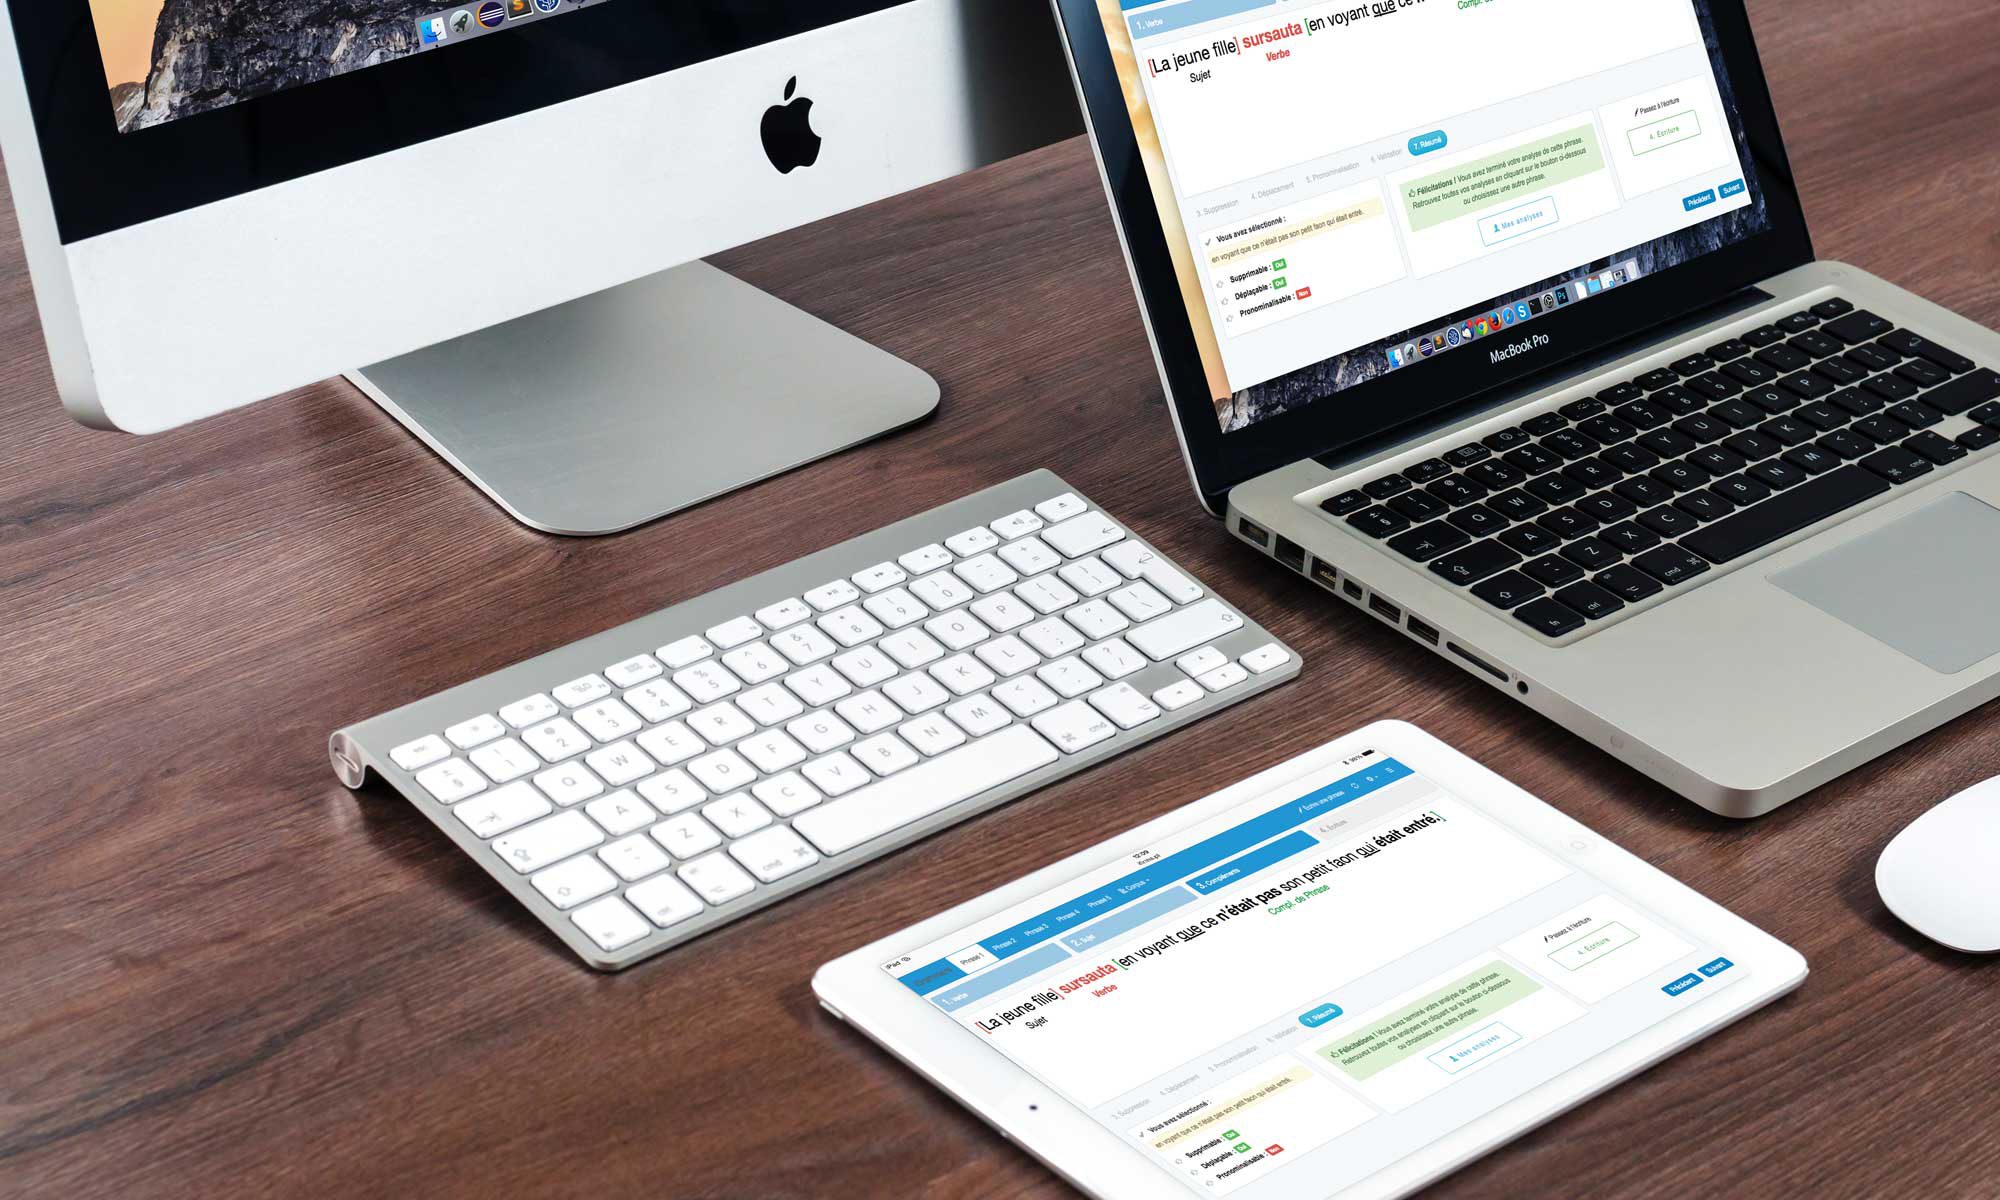 1. Verbe
[La jeune fille] sursauta [en voyant que ce
Sujet
Verbe
3. Suppression 4. Déplacement 5. Pronominalisation 6. Validation 7. Résumé
Vous avez sélectionné :
en voyant que ce n'était pas son petit faon qui était entré.
Supprimable : Oui
Déplaçable : Oui
Pronominalisable : Non
Félicitations ! Vous avez terminé votre analyse de cette phrase.
Retrouvez toutes vos analyses en cliquant sur le bouton ci-dessous
ou choisissez une autre phrase.
Mes analyses
Passez à l'écriture
4. Écriture
Précédent Suivant
MacBook Pro
iPad
12:09
36%
Phrase 1 Phrase 2 Phrase 3 Phrase 4 Phrase 5 Corpus
Écrire une phrase
1. Verbe
2. Sujet
3. Compléments
4. Écriture
[La jeune fille] sursauta [en voyant que ce n'était pas son petit faon qui était entré.]
Sujet
Verbe
Compl. de Phrase
3. Suppression 4. Déplacement 5. Pronominalisation 6. Validation 7. Résumé
Vous avez sélectionné :
en voyant que ce n'était pas son petit faon qui était entré.
Supprimable : Oui
Déplaçable : Oui
Pronominalisable : Non
Félicitations ! Vous avez terminé votre analyse de cette phrase.
Retrouvez toutes vos analyses en cliquant sur le bouton ci-dessous
ou choisissez une autre phrase.
Mes analyses
Passez à l'écriture
4. Écriture
Précédent Suivant